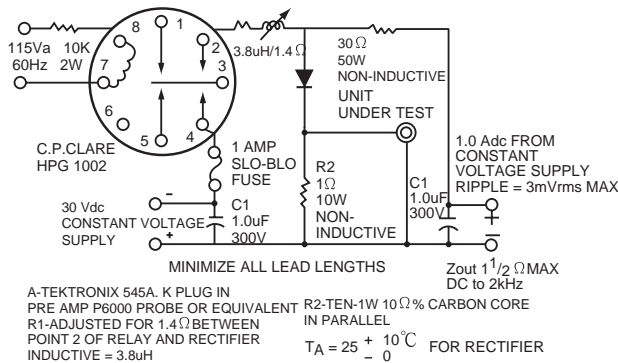 115Va
60Hz
10K
2W
8
1
2
7
3
6
5
4
3.8uH/1.4Ω
30Ω
50W
NON-INDUCTIVE
UNIT
UNDER TEST
C.P.CLARE
HPG 1002
1 AMP
SLO-BLO
FUSE
R2
1Ω
10W
NON-
INDUCTIVE
C1
1.0uF
300V
1.0 Adc FROM
CONSTANT
VOLTAGE SUPPLY
RIPPLE = 3mVrms MAX
+
−
−
30 Vdc
CONSTANT VOLTAGE
SUPPLY
+
C1
1.0uF
300V
MINIMIZE ALL LEAD LENGTHS
Zout 1 1/2 ΩMAX
DC to 2kHz
A-TEKTRONIX 545A. K PLUG IN
PRE AMP P6000 PROBE OR EQUIVALENT
R1-ADJUSTED FOR 1.4Ω BETWEEN
POINT 2 OF RELAY AND RECTIFIER
INDUCTIVE = 3.8uH
R2-TEN-1W 10Ω% CARBON CORE
IN PARALLEL
TA = 25 + 10℃ − 0 FOR RECTIFIER